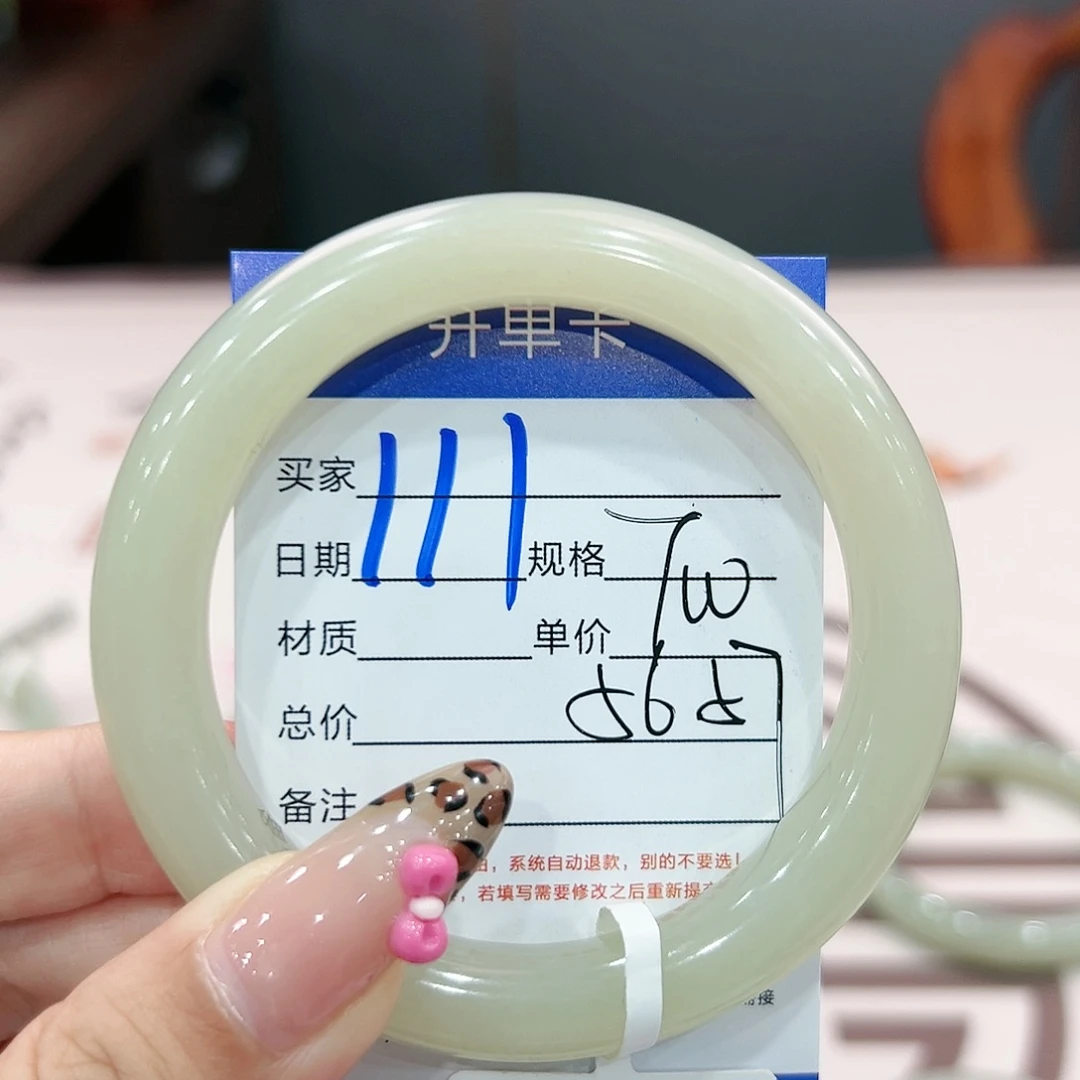 开单卡
买家 111
日期 规格
材质 单价
总价
备注
，系统自动退款，别的不要选
，若填写需要修改之后重新提